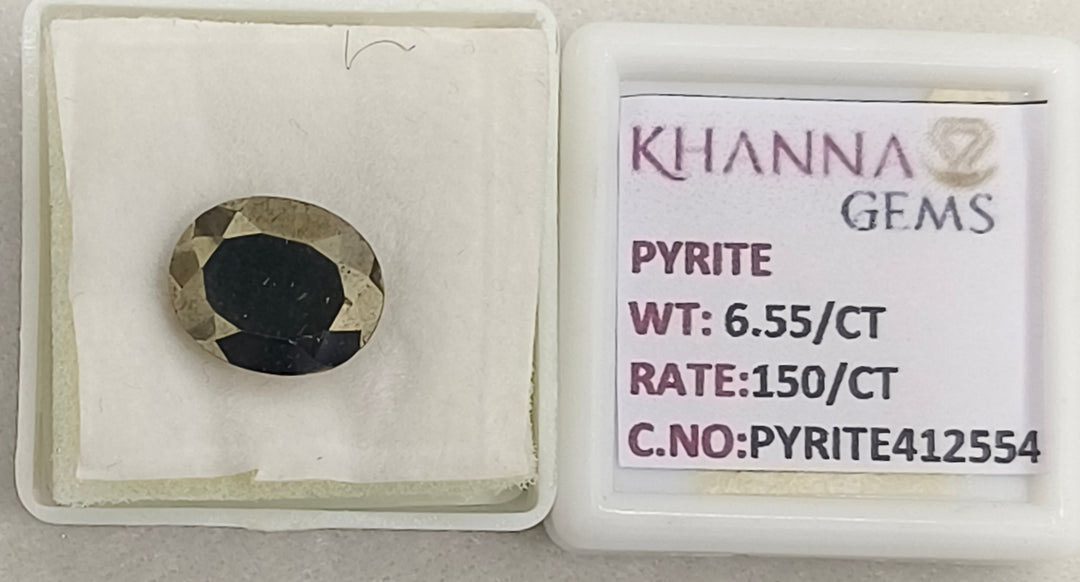 KHANNA
GEMS
PYRITE
WT: 6.55/CT
RATE:150/CT
C.NO:PYRITE412554